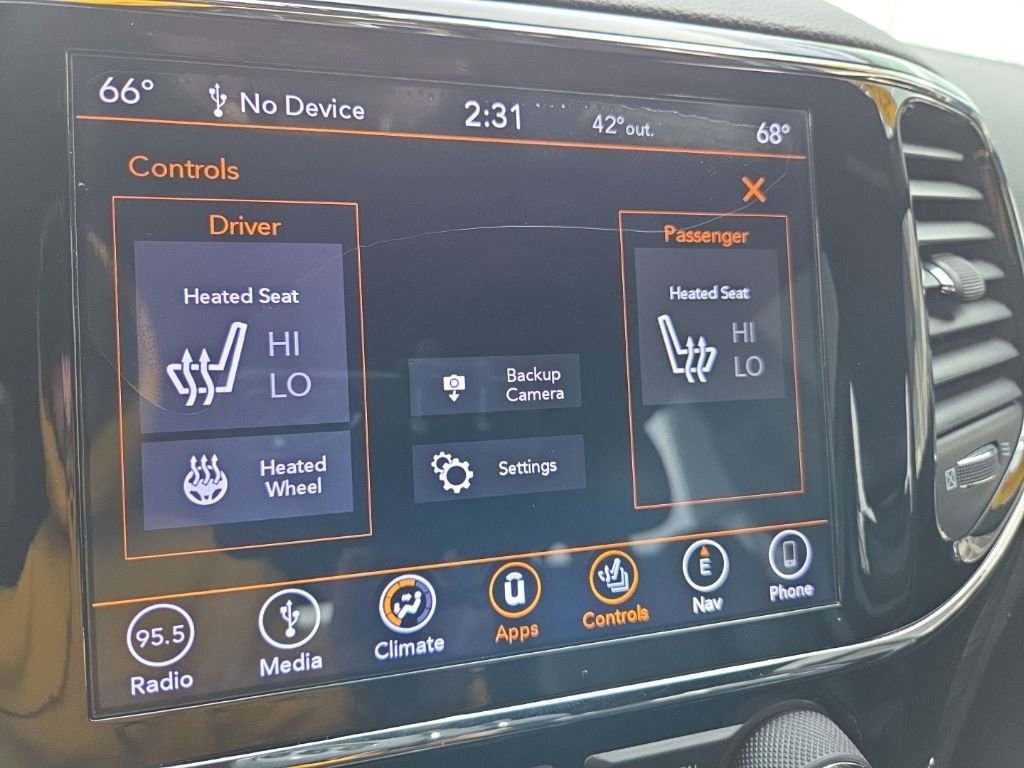 66°
No Device
2:31
42°out.
68°
Controls
X
Driver
Heated Seat
HI
LO
Heated
Wheel
Backup
Camera
Settings
Passenger
Heated Seat
HI
LO
95.5
Radio
Media
Climate
Apps
Controls
E
Nav
Phone